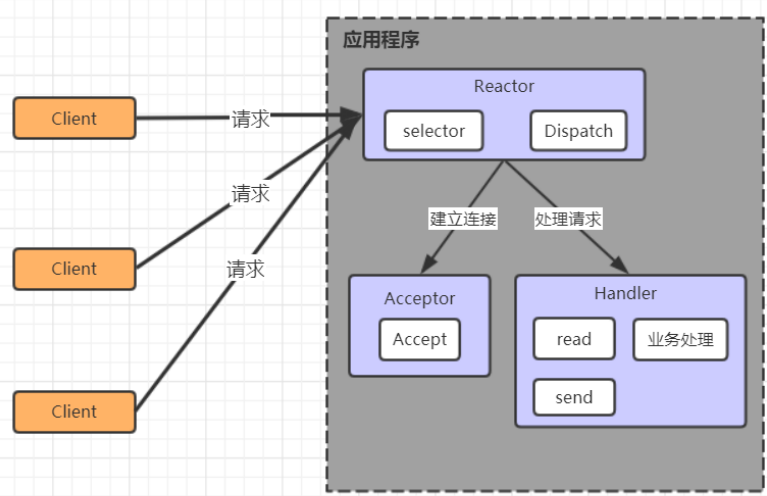 应用程序
Reactor
selector
Dispatch
Client
请求
Client
请求
Client
请求
建立连接
处理请求
Acceptor
Accept
Handler
read
业务处理
send